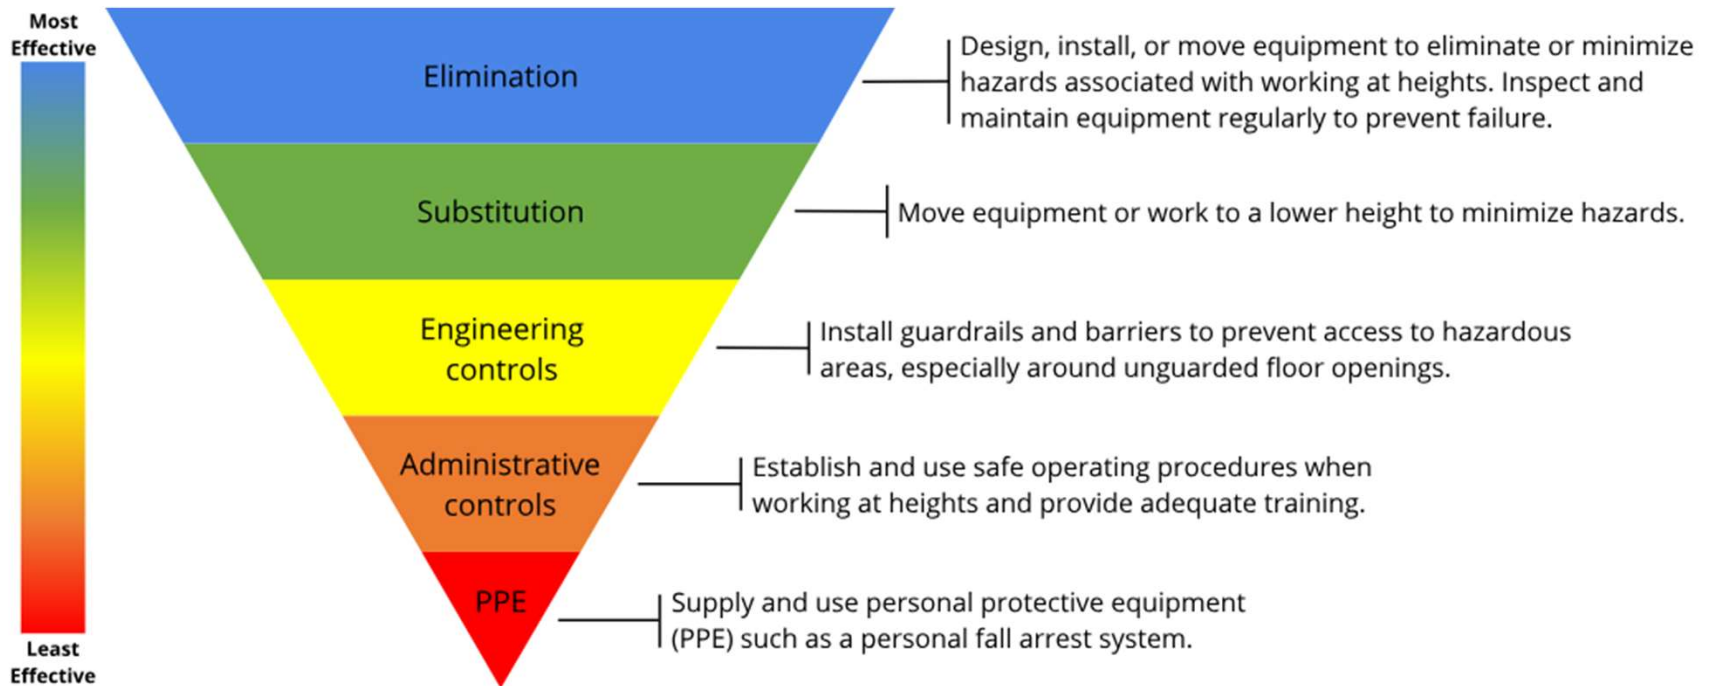 Most
Effective
Elimination
Design, install, or move equipment to eliminate or minimize
hazards associated with working at heights. Inspect and
maintain equipment regularly to prevent failure.
Substitution
Move equipment or work to a lower height to minimize hazards.
Engineering
controls
Install guardrails and barriers to prevent access to hazardous
areas, especially around unguarded floor openings.
Administrative
controls
Establish and use safe operating procedures when
working at heights and provide adequate training.
PPE
Supply and use personal protective equipment
(PPE) such as a personal fall arrest system.
Least
Effective